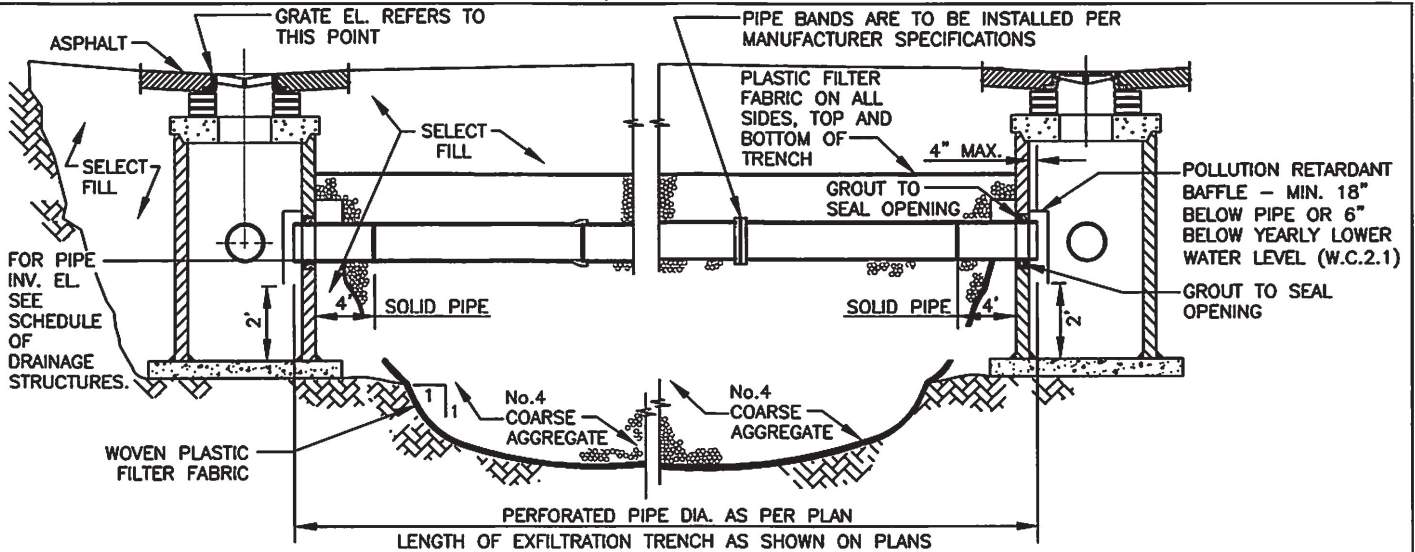 GRATE EL. REFERS TO
THIS POINT
ASPHALT
PIPE BANDS ARE TO BE INSTALLED PER
MANUFACTURER SPECIFICATIONS
PLASTIC FILTER
FABRIC ON ALL
SIDES, TOP AND
BOTTOM OF
TRENCH
SELECT
FILL
SELECT
FILL
4" MAX.
GROUT TO
SEAL OPENING
POLLUTION RETARDANT
BAFFLE – MIN. 18"
BELOW PIPE OR 6"
BELOW YEARLY LOWER
WATER LEVEL (W.C.2.1)
FOR PIPE
INV. EL.
SEE
SCHEDULE
OF
DRAINAGE
STRUCTURES.
2'
4'
SOLID PIPE
SOLID PIPE
4'
2'
GROUT TO SEAL
OPENING
1
1
No.4
COARSE
AGGREGATE
No.4
COARSE
AGGREGATE
WOVEN PLASTIC
FILTER FABRIC
PERFORATED PIPE DIA. AS PER PLAN
LENGTH OF EXFILTRATION TRENCH AS SHOWN ON PLANS